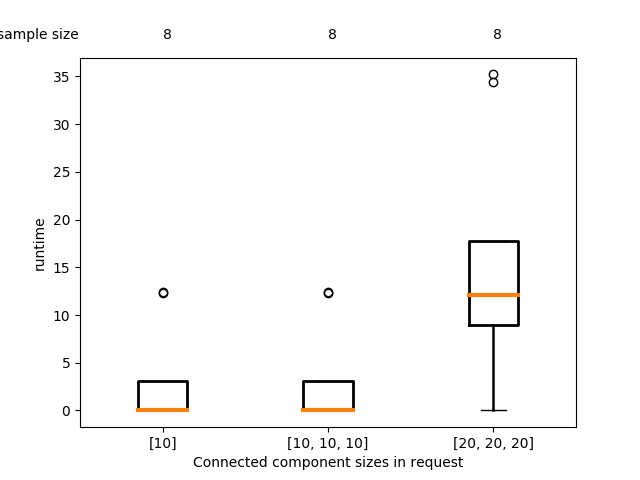 sample size 8 8 8
35
30
25
20
15
10
5
0
runtime
[10] [10, 10, 10] [20, 20, 20]
Connected component sizes in request